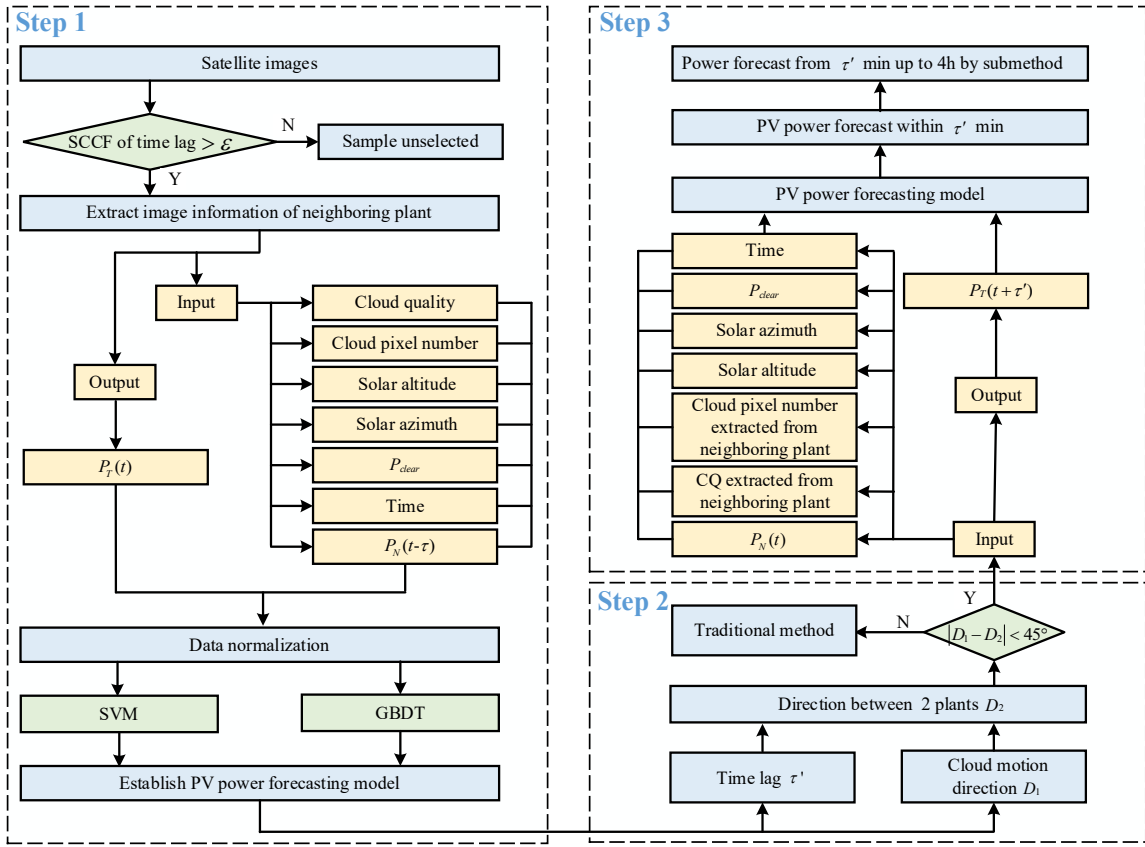 Step 1
Satellite images
SCCF of time lag > ε
N
Sample unselected
Y
Extract image information of neighboring plant
Input
Output
P_T(t)
Cloud quality
Cloud pixel number
Solar altitude
Solar azimuth
P_clear
Time
P_N(t-τ)
Data normalization
SVM
GBDT
Establish PV power forecasting model
Step 3
Power forecast from τ′ min up to 4h by submethod
PV power forecast within τ′ min
PV power forecasting model
Time
P_clear
Solar azimuth
Solar altitude
Cloud pixel number
extracted from
neighboring plant
CQ extracted from
neighboring plant
P_N(t)
P_T(t+τ′)
Output
Input
Step 2
Y
N
Traditional method
|D₁−D₂| < 45°
Direction between 2 plants D₂
Time lag τ'
Cloud motion
direction D₁